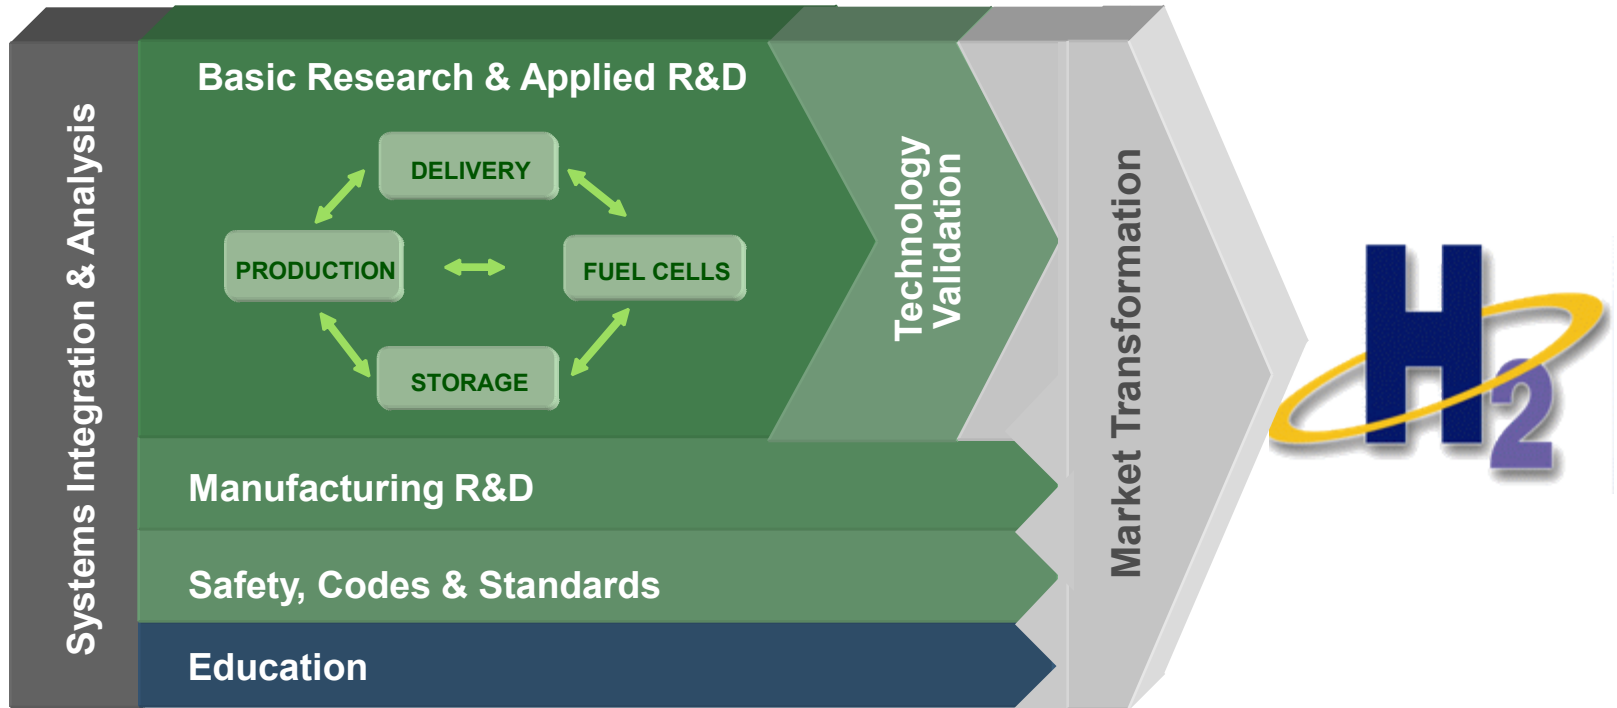 Systems Integration & Analysis
Basic Research & Applied R&D
DELIVERY
PRODUCTION
FUEL CELLS
STORAGE
Technology
Validation
Manufacturing R&D
Safety, Codes & Standards
Education
Market Transformation
H2